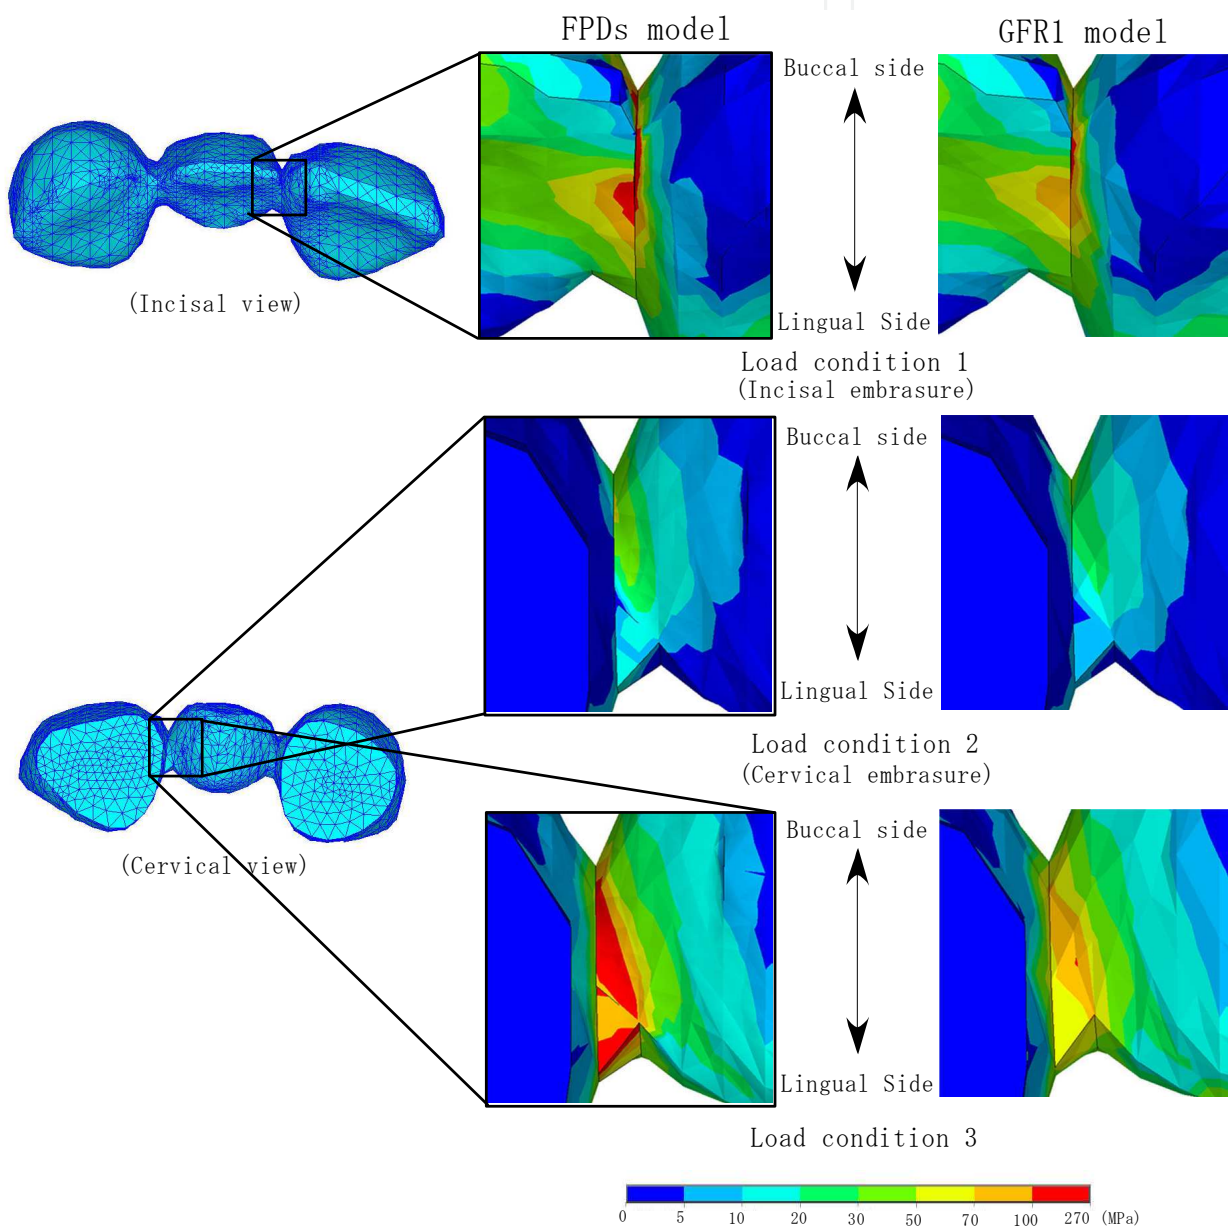 FPDs model
GFR1 model
Buccal side
(Incisal view)
Lingual Side
Load condition 1
(Incisal embrasure)
Buccal side
Lingual Side
Load condition 2
(Cervical embrasure)
Buccal side
(Cervical view)
Lingual Side
Load condition 3
0 5 10 20 30 50 70 100 270 (MPa)